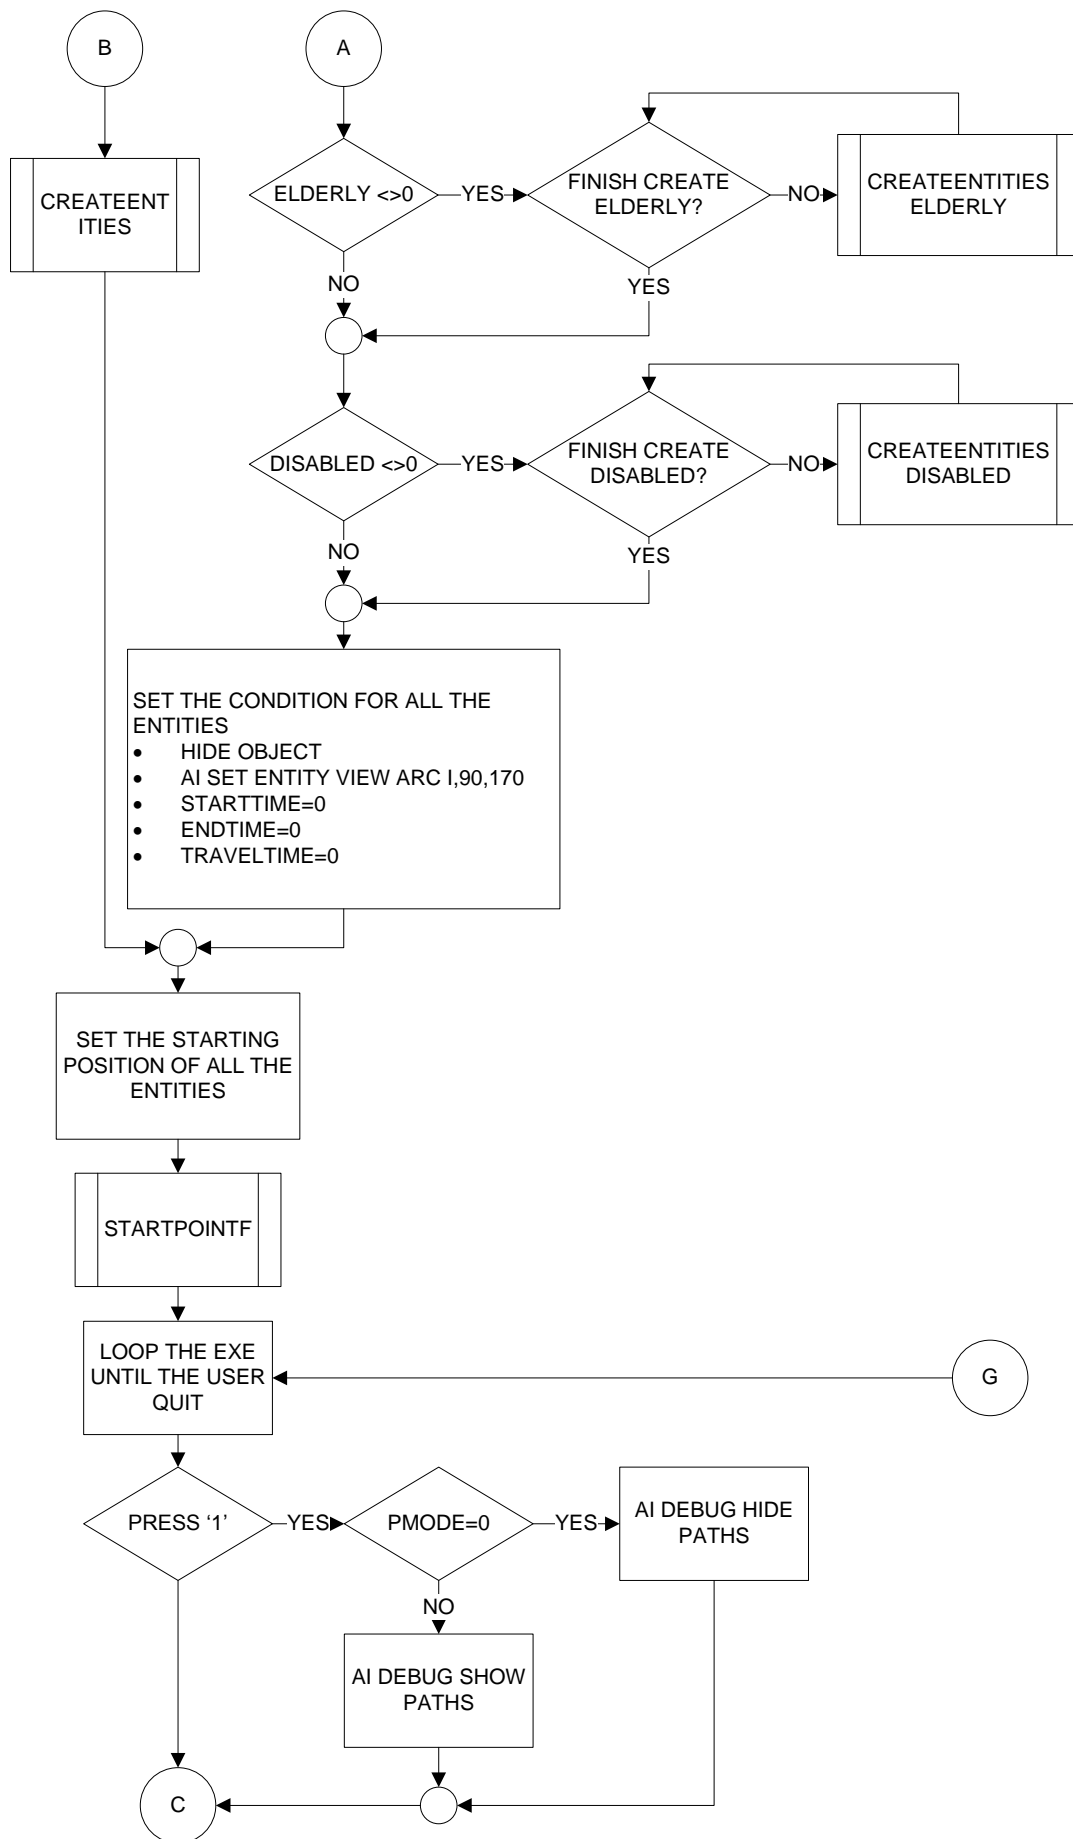 B
A
CREATEENT
ITIES
ELDERLY <>0
YES
FINISH CREATE
ELDERLY?
NO
CREATEENTITIES
ELDERLY
NO
YES
DISABLED <>0
YES
FINISH CREATE
DISABLED?
NO
CREATEENTITIES
DISABLED
NO
YES
SET THE CONDITION FOR ALL THE
ENTITIES
• HIDE OBJECT
• AI SET ENTITY VIEW ARC I,90,170
• STARTTIME=0
• ENDTIME=0
• TRAVELTIME=0
SET THE STARTING
POSITION OF ALL THE
ENTITIES
STARTPOINTF
LOOP THE EXE
UNTIL THE USER
QUIT
G
PRESS ‘1’
YES
PMODE=0
YES
AI DEBUG HIDE
PATHS
NO
AI DEBUG SHOW
PATHS
C